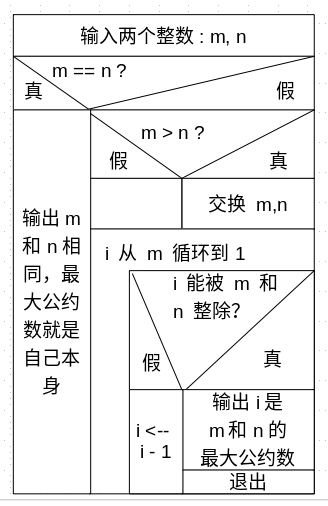 输入两个整数 : m, n
m == n ?
真
假
m > n ?
假
真
交换 m,n
输出 m
和 n 相
同，最
大公约
数就是
自己本
身
i 从 m 循环到 1
i 能被 m 和
n 整除？
假
真
i <--
i - 1
输出 i 是
m 和 n 的
最大公约数
退出